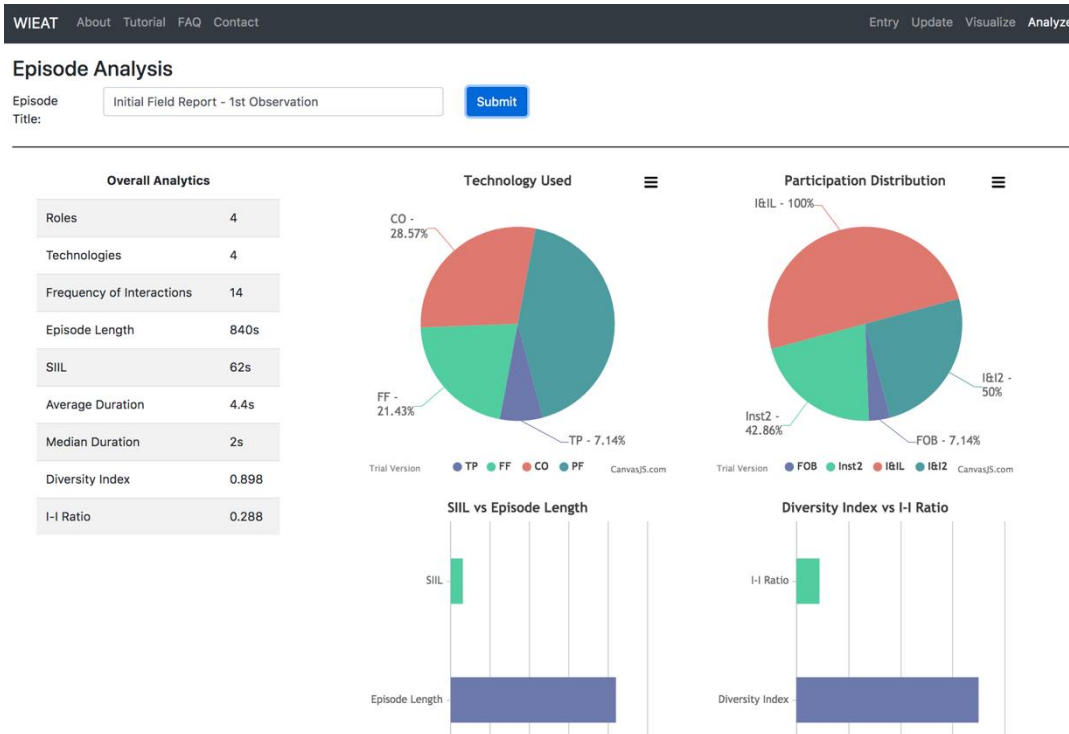 WIEAT About Tutorial FAQ Contact Entry Update Visualize Analyze
Episode Analysis
Episode Title: Initial Field Report - 1st Observation Submit
Overall Analytics
Roles 4
Technologies 4
Frequency of Interactions 14
Episode Length 840s
SIIL 62s
Average Duration 4.4s
Median Duration 2s
Diversity Index 0.898
I-I Ratio 0.288
Technology Used
CO -
28.57%
FF -
21.43%
TP - 7.14%
Trial Version TP FF CO PF CanvasJS.com
Participation Distribution
I&IL - 100%
I&I2 -
50%
Inst2 -
42.86%
FOB - 7.14%
Trial Version FOB Inst2 I&IL I&I2 CanvasJS.com
SIIL vs Episode Length
SIIL
Episode Length
Diversity Index vs I-I Ratio
I-I Ratio
Diversity Index